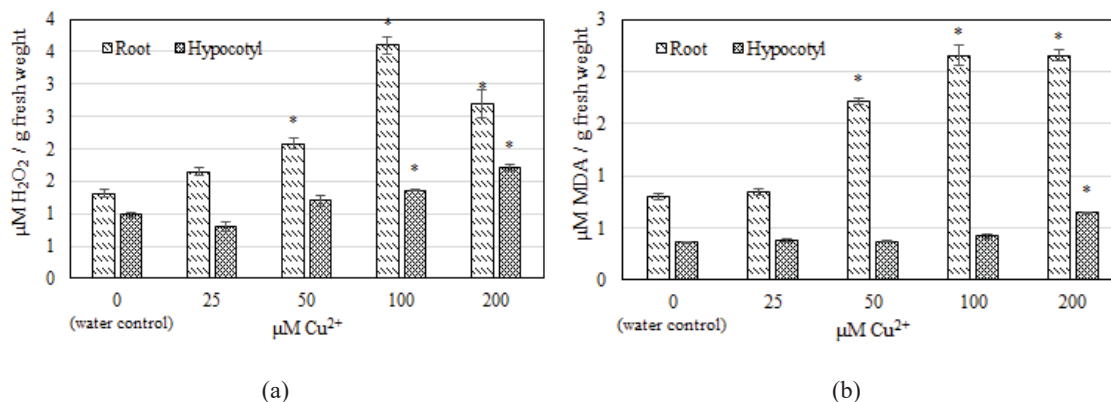 (a)
μM H₂O₂ / g fresh weght
4
4
3
3
2
2
1
1
0
Root
Hypocotyl
*
*
*
*
*
0
25
50
100
200
(water control)
μM Cu²⁺
(b)
μM MDA / g fresh weight
3
2
2
1
1
0
Root
Hypocotyl
*
*
*
*
0
25
50
100
200
(water control)
μM Cu²⁺